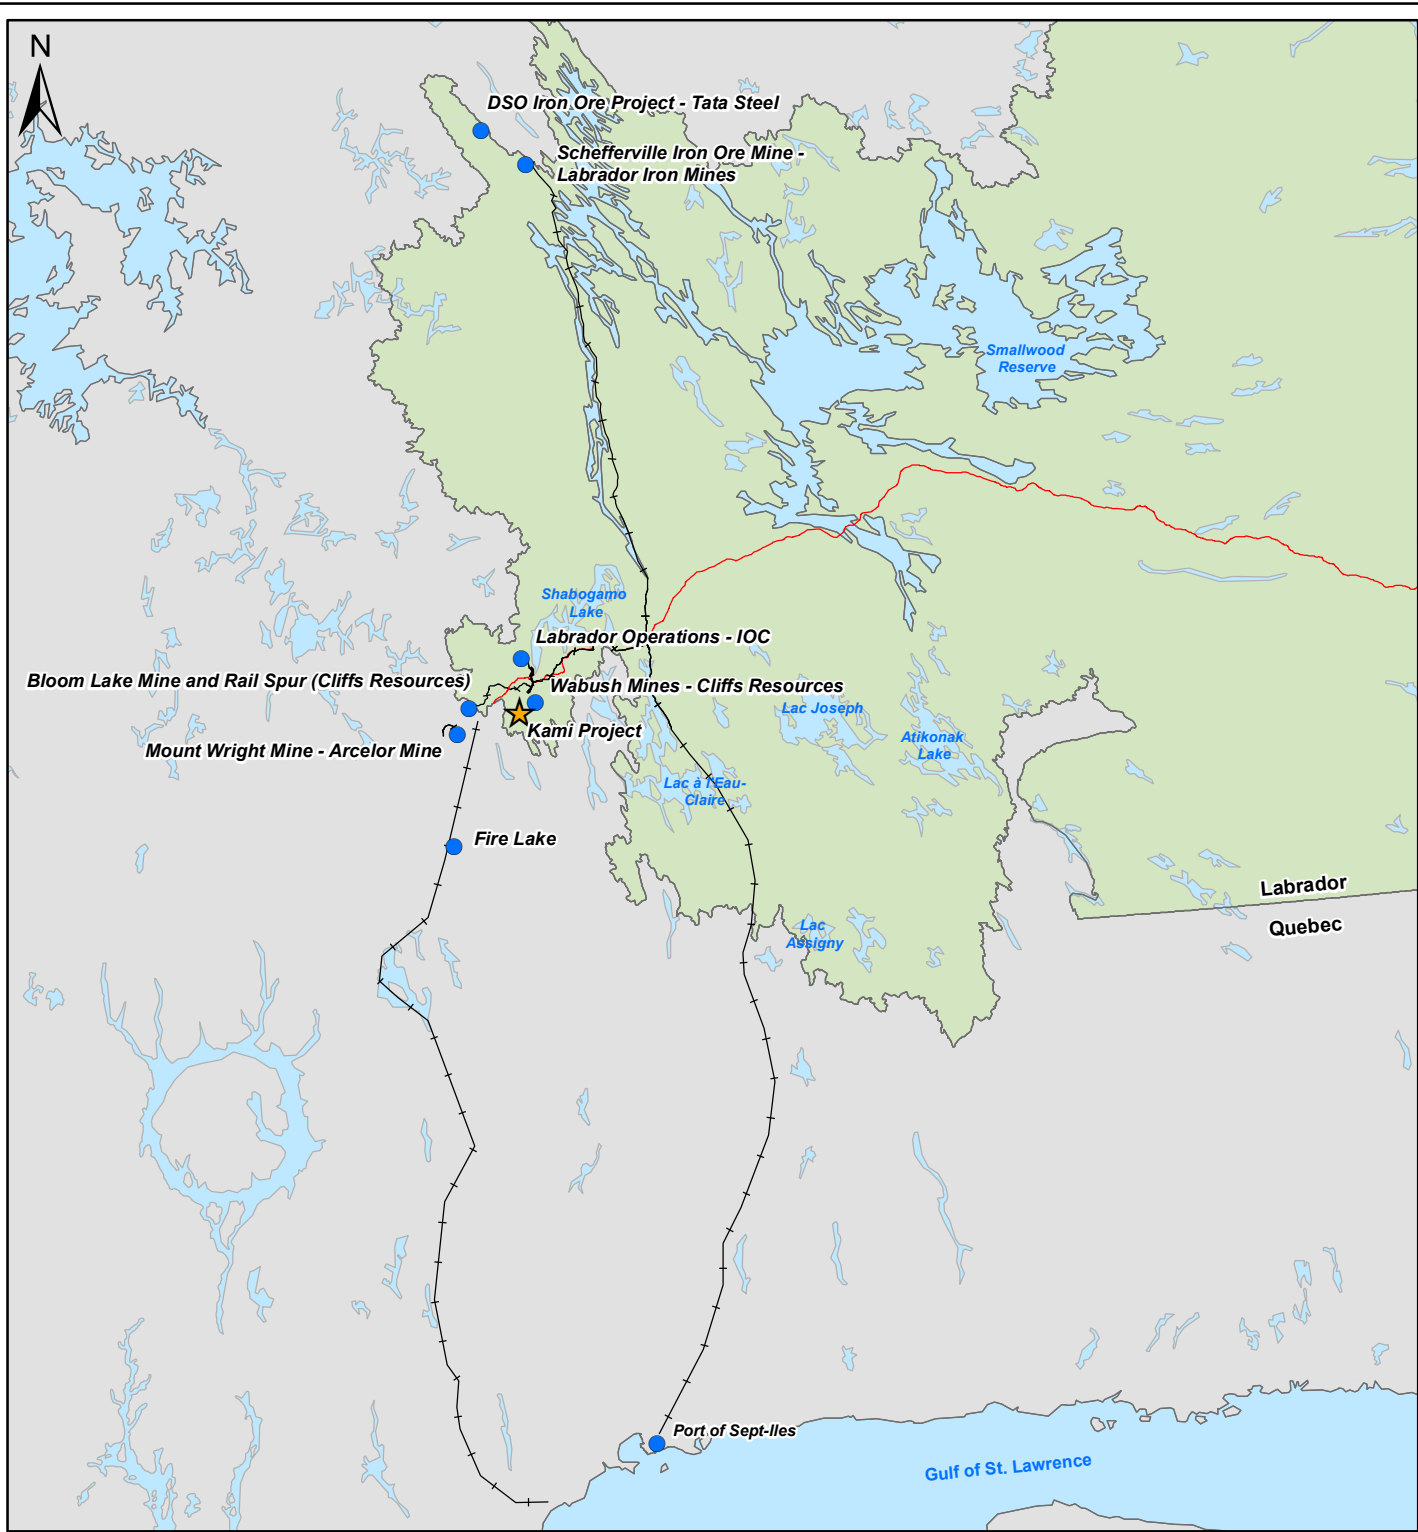 N
DSO Iron Ore Project - Tata Steel
Schefferville Iron Ore Mine -
Labrador Iron Mines
Smallwood
Reserve
Shabogamo
Lake
Labrador Operations - IOC
Bloom Lake Mine and Rail Spur (Cliffs Resources)
Wabush Mines - Cliffs Resources
Lac Joseph
Kami Project
Atikonak
Lake
Mount Wright Mine - Arcelor Mine
Lac à l'Eau-
Claire
Fire Lake
Labrador
Quebec
Lac
Assigny
Port of Sept-Iles
Gulf of St. Lawrence